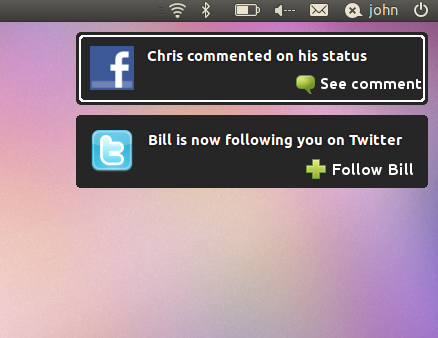 john
Chris commented on his status
See comment
Bill is now following you on Twitter
Follow Bill